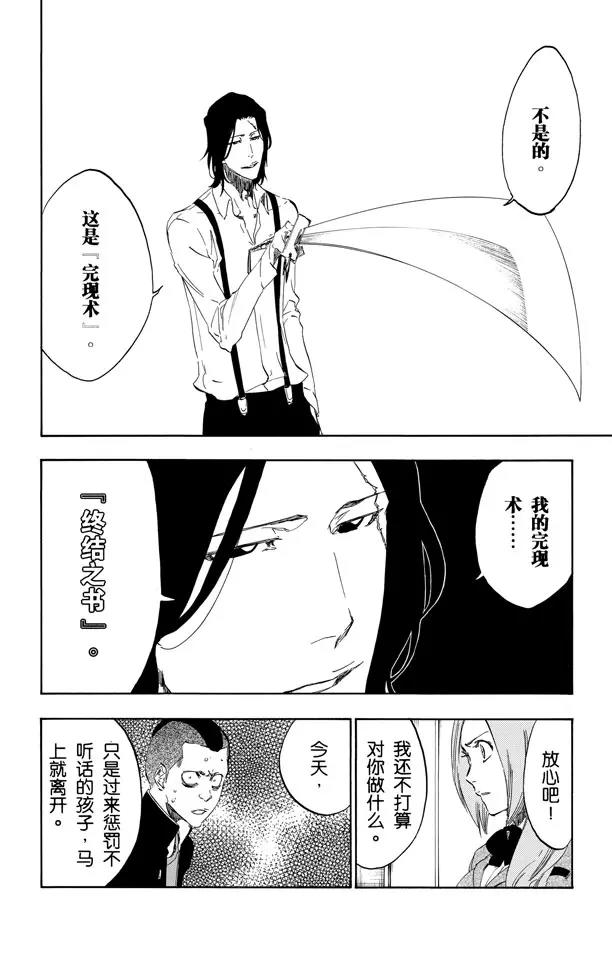 不是的。
这是『完现术』。
我的完现
术……
『终结之书』。
放心吧！
我还不打算
对你做什么。
今天，
只是过来惩罚不
听话的孩子，马
上就离开。